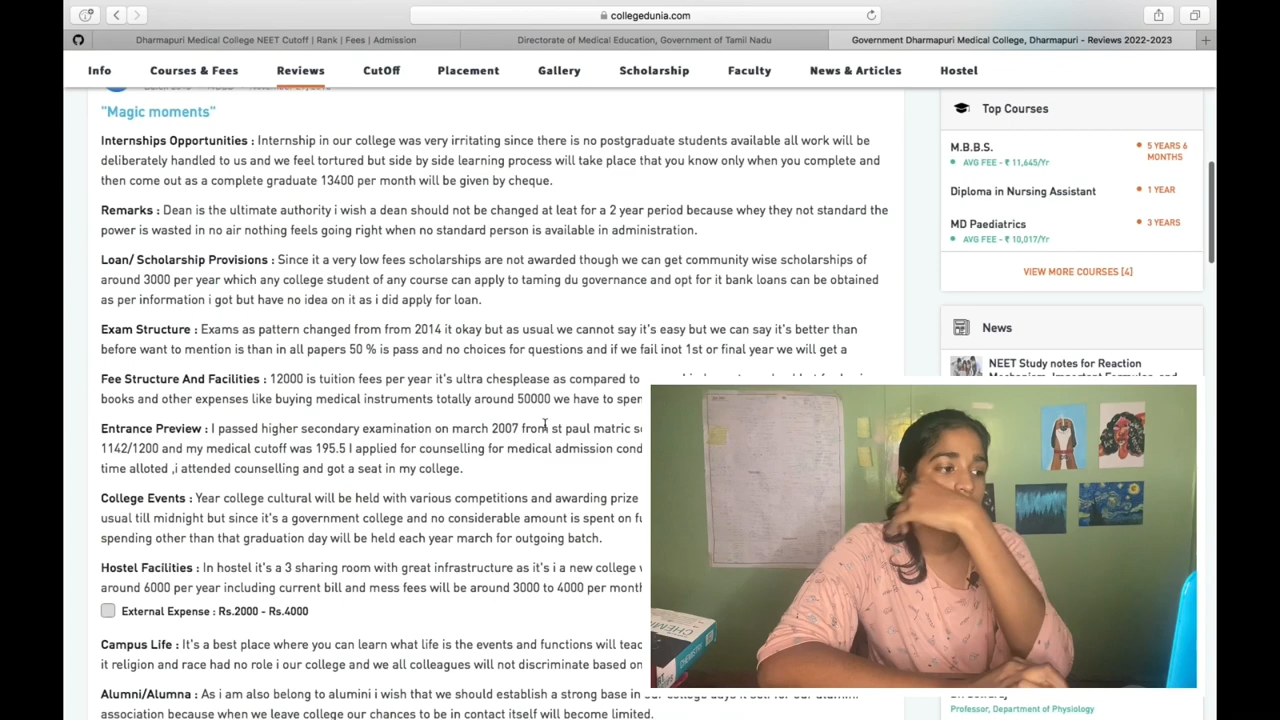 collegedunia.com
Dharmapuri Medical College NEET Cutoff | Rank | Fees | Admission
Directorate of Medical Education, Government of Tamil Nadu
Government Dharmapuri Medical College, Dharmapuri - Reviews 2022-2023
Info
Courses & Fees
Reviews
CutOff
Placement
Gallery
Scholarship
Faculty
News & Articles
Hostel
"Magic moments"
Internships Opportunities : Internship in our college was very irritating since there is no postgraduate students available all work will be
deliberately handled to us and we feel tortured but side by side learning process will take place that you know only when you complete and
then come out as a complete graduate 13400 per month will be given by cheque.
Remarks : Dean is the ultimate authority i wish a dean should not be changed at leat for a 2 year period because whey they not standard the
power is wasted in no air nothing feels going right when no standard person is available in administration.
Loan/ Scholarship Provisions : Since it a very low fees scholarships are not awarded though we can get community wise scholarships of
around 3000 per year which any college student of any course can apply to taming du governance and opt for it bank loans can be obtained
as per information i got but have no idea on it as i did apply for loan.
Exam Structure : Exams as pattern changed from from 2014 it okay but as usual we cannot say it's easy but we can say it's better than
before want to mention is than in all papers 50 % is pass and no choices for questions and if we fail inot 1st or final year we will get a
Fee Structure And Facilities : 12000 is tuition fees per year it's ultra chesplease as compared to
books and other expenses like buying medical instruments totally around 50000 we have to spen
Entrance Preview : I passed higher secondary examination on march 2007 from st paul matric
1142/1200 and my medical cutoff was 195.5 I applied for counselling for medical admission cond
time alloted ,i attended counselling and got a seat in my college.
College Events : Year college cultural will be held with various competitions and awarding prize
usual till midnight but since it's a government college and no considerable amount is spent on fu
spending other than that graduation day will be held each year march for outgoing batch.
Hostel Facilities : In hostel it's a 3 sharing room with great infrastructure as it's i a new college
around 6000 per year including current bill and mess fees will be around 3000 to 4000 per mont
External Expense : Rs.2000 - Rs.4000
Campus Life : It's a best place where you can learn what life is the events and functions will teac
it religion and race had no role i our college and we all colleagues will not discriminate based on
Alumni/Alumna : As i am also belong to alumini i wish that we should establish a strong base in
association because when we leave college our chances to be in contact itself will become limited.
Top Courses
M.B.B.S.
5 YEARS 6
MONTHS
AVG FEE - ₹ 11,645/Yr
Diploma in Nursing Assistant
1 YEAR
MD Paediatrics
3 YEARS
AVG FEE - ₹ 10,017/Yr
VIEW MORE COURSES [4]
News
NEET Study notes for Reaction
Professor, Department of Physiology
CHEMISTRY